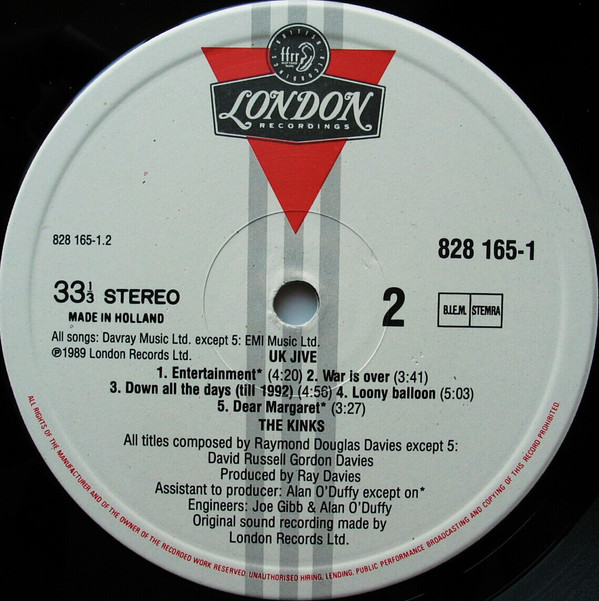 BRITISH RECORDINGS
ffrr
LONDON
RECORDINGS
828 165-1.2
828 165-1
33⅓ STEREO
MADE IN HOLLAND
2
B.I.E.M. STEMRA
All songs: Davray Music Ltd. except 5: EMI Music Ltd.
℗1989 London Records Ltd.
UK JIVE
1. Entertainment* (4:20) 2. War is over (3:41)
3. Down all the days (till 1992) (4:56) 4. Loony balloon (5:03)
5. Dear Margaret* (3:27)
THE KINKS
All titles composed by Raymond Douglas Davies except 5:
David Russell Gordon Davies
Produced by Ray Davies
Assistant to producer: Alan O'Duffy except on*
Engineers: Joe Gibb & Alan O'Duffy
Original sound recording made by
London Records Ltd.
ALL RIGHTS OF THE MANUFACTURER AND OF THE OWNER OF THE RECORDED WORK RESERVED. UNAUTHORISED HIRING, LENDING, PUBLIC PERFORMANCE BROADCASTING AND COPYING OF THIS RECORD PROHIBITED.